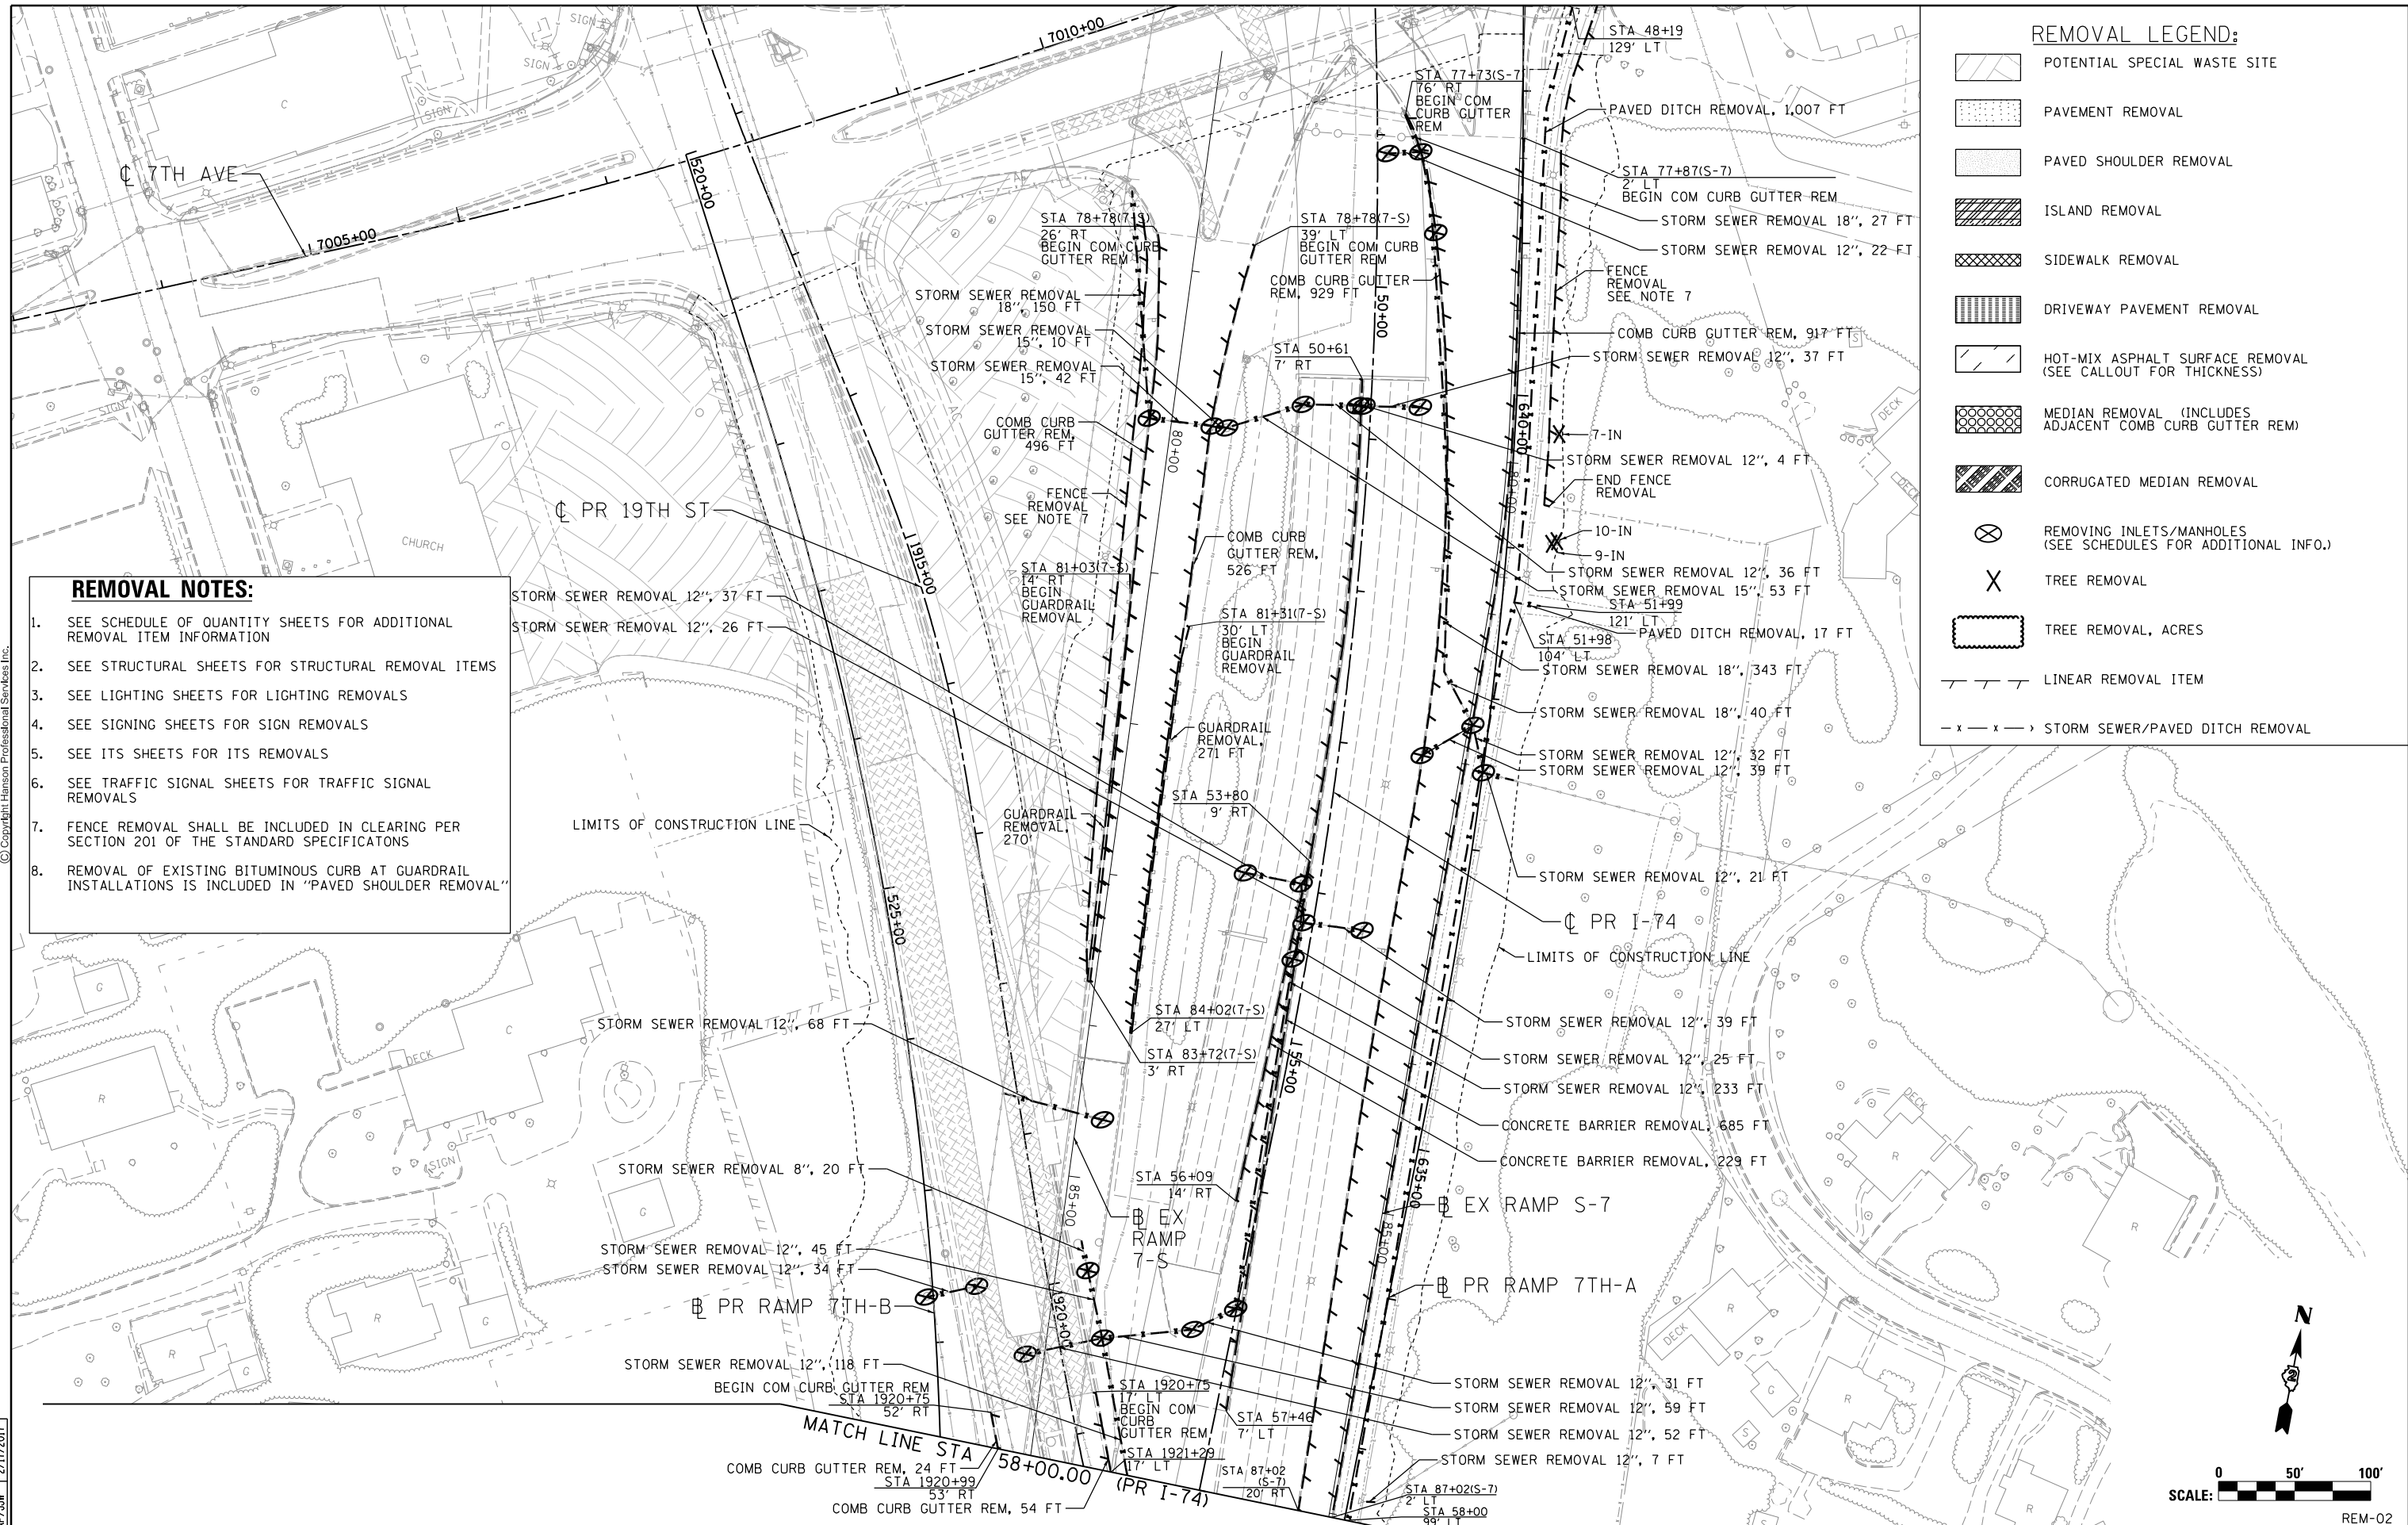 REMOVAL LEGEND:
POTENTIAL SPECIAL WASTE SITE
PAVEMENT REMOVAL
PAVED SHOULDER REMOVAL
ISLAND REMOVAL
SIDEWALK REMOVAL
DRIVEWAY PAVEMENT REMOVAL
HOT-MIX ASPHALT SURFACE REMOVAL
(SEE CALLOUT FOR THICKNESS)
MEDIAN REMOVAL (INCLUDES
ADJACENT COMB CURB GUTTER REM)
CORRUGATED MEDIAN REMOVAL
REMOVING INLETS/MANHOLES
(SEE SCHEDULES FOR ADDITIONAL INFO.)
TREE REMOVAL
TREE REMOVAL, ACRES
LINEAR REMOVAL ITEM
STORM SEWER/PAVED DITCH REMOVAL
REMOVAL NOTES:
1. SEE SCHEDULE OF QUANTITY SHEETS FOR ADDITIONAL
REMOVAL ITEM INFORMATION
2. SEE STRUCTURAL SHEETS FOR STRUCTURAL REMOVAL ITEMS
3. SEE LIGHTING SHEETS FOR LIGHTING REMOVALS
4. SEE SIGNING SHEETS FOR SIGN REMOVALS
5. SEE ITS SHEETS FOR ITS REMOVALS
6. SEE TRAFFIC SIGNAL SHEETS FOR TRAFFIC SIGNAL
REMOVALS
7. FENCE REMOVAL SHALL BE INCLUDED IN CLEARING PER
SECTION 201 OF THE STANDARD SPECIFICATONS
8. REMOVAL OF EXISTING BITUMINOUS CURB AT GUARDRAIL
INSTALLATIONS IS INCLUDED IN "PAVED SHOULDER REMOVAL"
SIGN
SIGN
SIGN
SIGN
C
℄ 7TH AVE
7005+00
7010+00
520+00
STA 48+19
129' LT
STA 77+73(S-7
76' RT
BEGIN COM
CURB GUTTER
REM
PAVED DITCH REMOVAL, 1,007 FT
STA 77+87(S-7)
2' LT
BEGIN COM CURB GUTTER REM
STORM SEWER REMOVAL 18", 27 FT
STORM SEWER REMOVAL 12", 22 FT
FENCE
REMOVAL
SEE NOTE 7
COMB CURB GUTTER REM, 917 FT
STORM SEWER REMOVAL 12", 37 FT
STA 78+78(7-S)
26' RT
BEGIN COM CURB
GUTTER REM
STA 78+78(7-S)
39' LT
BEGIN COM CURB
GUTTER REM
COMB CURB GUTTER
REM, 929 FT
50+00
STA 50+61
7' RT
STORM SEWER REMOVAL
18", 150 FT
STORM SEWER REMOVAL
15", 10 FT
STORM SEWER REMOVAL
15", 42 FT
COMB CURB
GUTTER REM,
496 FT
80+00
640+00
80+00
7-IN
STORM SEWER REMOVAL 12", 4 FT
END FENCE
REMOVAL
10-IN
9-IN
DECK
DECK
S
FENCE
REMOVAL
SEE NOTE 7
COMB CURB
GUTTER REM,
526 FT
℄ PR 19TH ST
CHURCH
AC
1915+00
STA 81+03(7-S)
14' RT
BEGIN
GUARDRAIL
REMOVAL
STORM SEWER REMOVAL 12", 36 FT
STORM SEWER REMOVAL 15", 53 FT
STA 51+99
121' LT
PAVED DITCH REMOVAL, 17 FT
STA 51+98
104' LT
STORM SEWER REMOVAL 12", 37 FT
STORM SEWER REMOVAL 12", 26 FT
STA 81+31(7-S)
30' LT
BEGIN
GUARDRAIL
REMOVAL
STORM SEWER REMOVAL 18", 343 FT
STORM SEWER REMOVAL 18", 40 FT
GUARDRAIL
REMOVAL,
271 FT
STORM SEWER REMOVAL 12", 32 FT
STORM SEWER REMOVAL 12", 39 FT
STA 53+80
9' RT
GUARDRAIL
REMOVAL,
270'
LIMITS OF CONSTRUCTION LINE
STORM SEWER REMOVAL 12", 21 FT
525+00
℄ PR I-74
LIMITS OF CONSTRUCTION LINE
STA 84+02(7-S)
27' LT
STA 83+72(7-S)
3' RT
55+00
STORM SEWER REMOVAL 12", 68 FT
STORM SEWER REMOVAL 12", 39 FT
STORM SEWER REMOVAL 12", 25 FT
STORM SEWER REMOVAL 12", 233 FT
CONCRETE BARRIER REMOVAL, 685 FT
CONCRETE BARRIER REMOVAL, 229 FT
G
C
DECK
R
SIGN
G
R
G
R
G
STORM SEWER REMOVAL 8", 20 FT
85+00
STA 56+09
14' RT
635+00
BL EX RAMP S-7
BL EX
RAMP
7-S
85+00
STORM SEWER REMOVAL 12", 45 FT
STORM SEWER REMOVAL 12", 34 FT
BL PR RAMP 7TH-B
1920+00
BL PR RAMP 7TH-A
DECK
R
R
DECK
R
G
R
G
S
R
STORM SEWER REMOVAL 12", 118 FT
BEGIN COM CURB GUTTER REM
STA 1920+75
52' RT
STA 1920+75
17' LT
BEGIN COM
CURB
GUTTER REM
STA 57+46
7' LT
STORM SEWER REMOVAL 12", 31 FT
STORM SEWER REMOVAL 12", 59 FT
STORM SEWER REMOVAL 12", 52 FT
STORM SEWER REMOVAL 12", 7 FT
MATCH LINE STA 58+00.00 (PR I-74)
STA 1921+29
17' LT
COMB CURB GUTTER REM, 24 FT
STA 1920+99
53' RT
COMB CURB GUTTER REM, 54 FT
STA 87+02
(S-7)
20' RT
STA 87+02(S-7)
2' LT
STA 58+00
99' LT
N
2
0 50' 100'
SCALE:
REM-02
© Copyright Hanson Professional Services Inc.